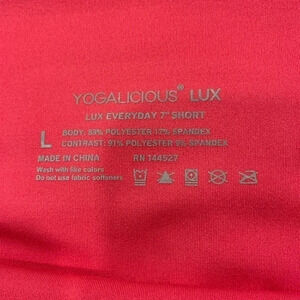 YOGALICIOUS® LUX
LUX EVERYDAY 7" SHORT
L
BODY: 88% POLYESTER 12% SPANDEX
CONTRAST: 91% POLYESTER 9% SPANDEX
MADE IN CHINA RN 144527
Wash with like colors
Do not use fabric softeners